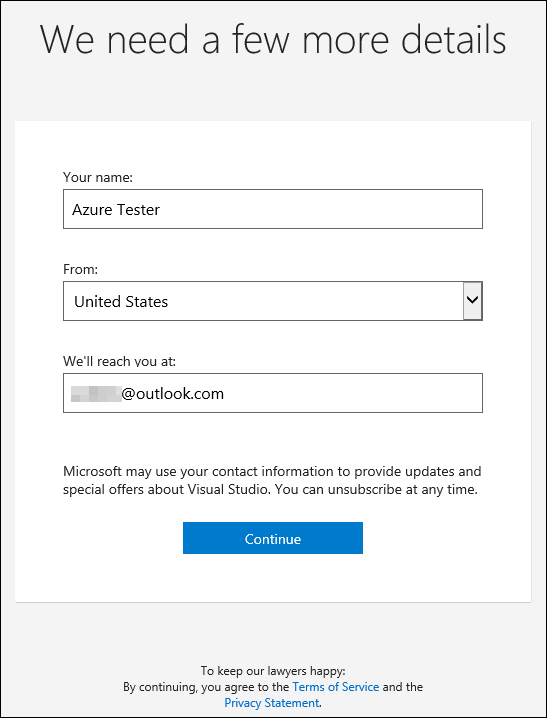 We need a few more details
Your name:
Azure Tester
From:
United States
We'll reach you at:
@outlook.com
Microsoft may use your contact information to provide updates and
special offers about Visual Studio. You can unsubscribe at any time.
Continue
To keep our lawyers happy:
By continuing, you agree to the Terms of Service and the
Privacy Statement.